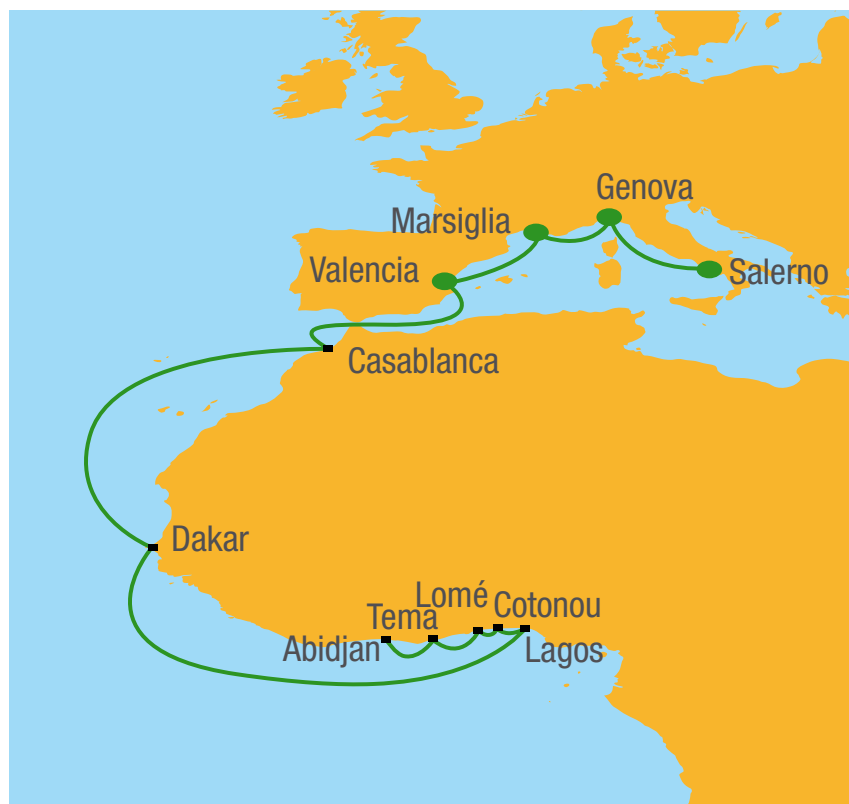 Genova
Marsiglia
Valencia
Salerno
Casablanca
Dakar
Lomé
Cotonou
Tema
Abidjan
Lagos